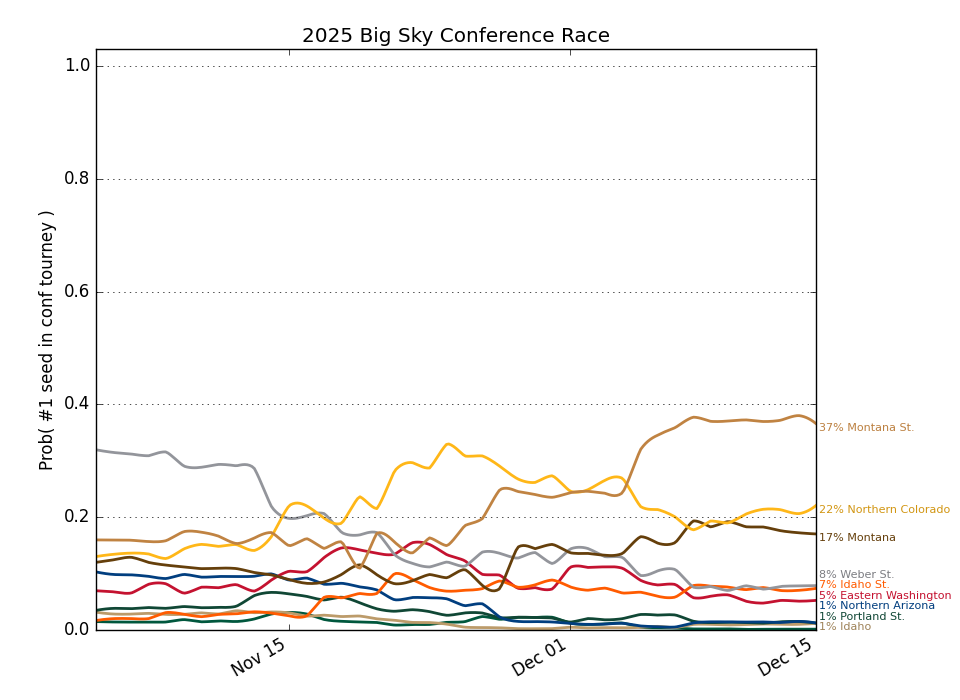 2025 Big Sky Conference Race
Prob( #1 seed in conf tourney )
1.0
0.8
0.6
0.4
0.2
0.0
Nov 15
Dec 01
Dec 15
37% Montana St.
22% Northern Colorado
17% Montana
8% Weber St.
7% Idaho St.
5% Eastern Washington
1% Northern Arizona
1% Portland St.
1% Idaho